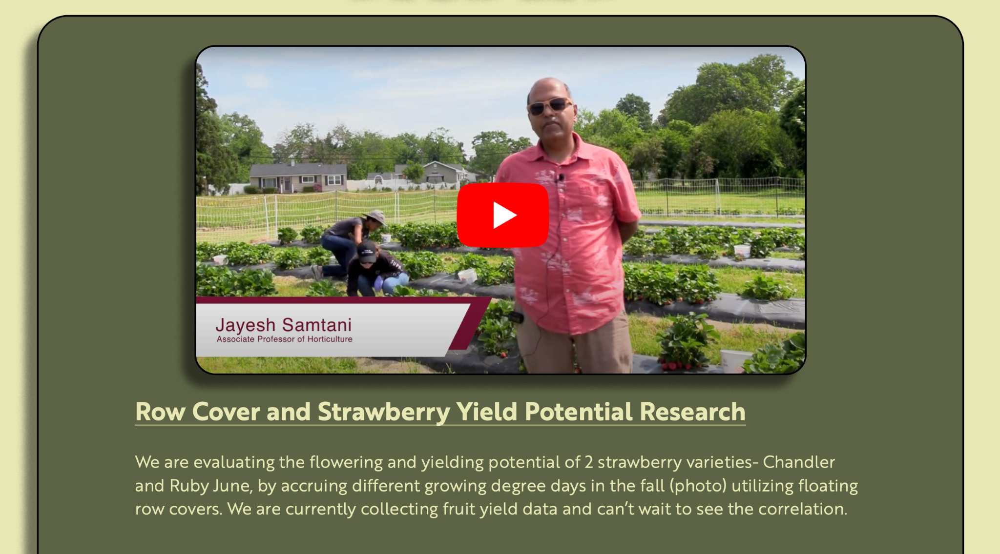 Jayesh Samtani
Associate Professor of Horticulture
Row Cover and Strawberry Yield Potential Research
We are evaluating the flowering and yielding potential of 2 strawberry varieties- Chandler
and Ruby June, by accruing different growing degree days in the fall (photo) utilizing floating
row covers. We are currently collecting fruit yield data and can’t wait to see the correlation.